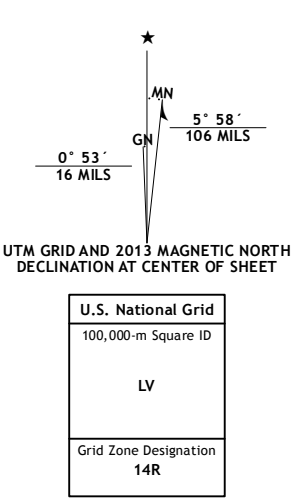 ★
MN
GN
5° 58´
106 MILS
0° 53´
16 MILS
UTM GRID AND 2013 MAGNETIC NORTH
DECLINATION AT CENTER OF SHEET
U.S. National Grid
100,000-m Square ID
LV
Grid Zone Designation
14R